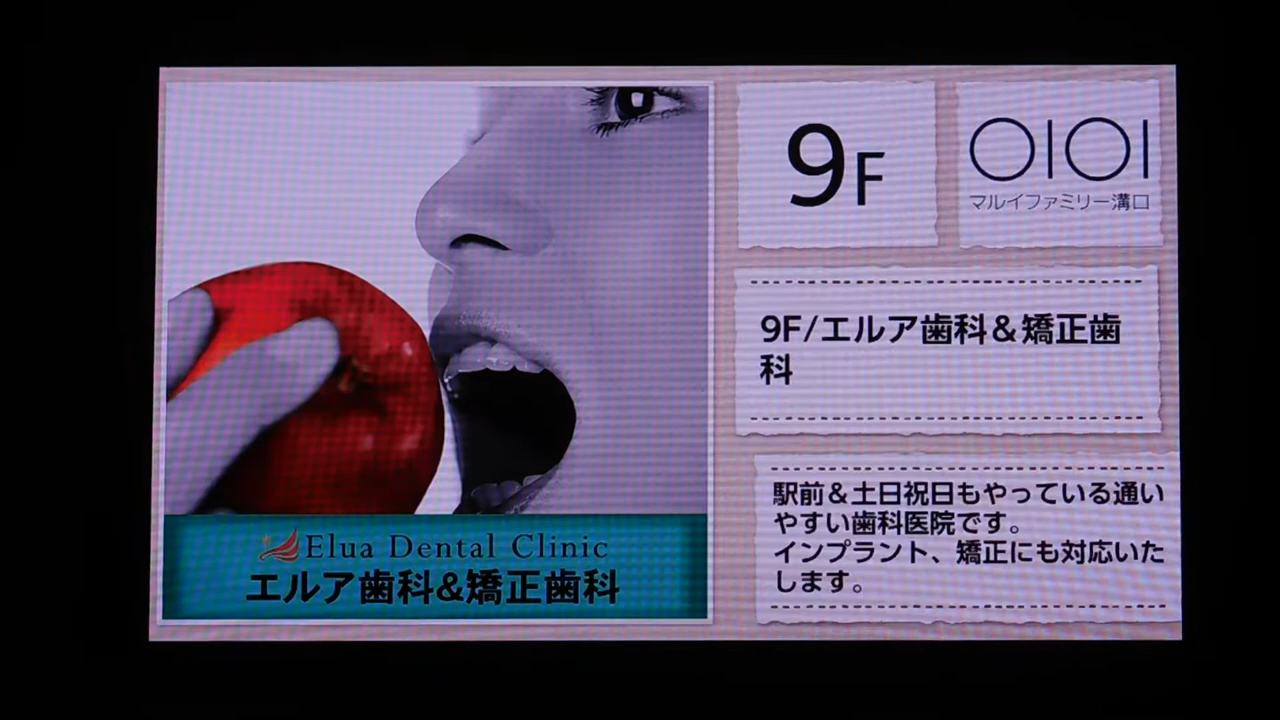 Elua Dental Clinic
エルア歯科&矯正歯科
9F
OIOI
マルイファミリー溝口
9F/エルア歯科＆矯正歯
科
駅前＆土日祝日もやっている通い
やすい歯科医院です。
インプラント、矯正にも対応いた
します。